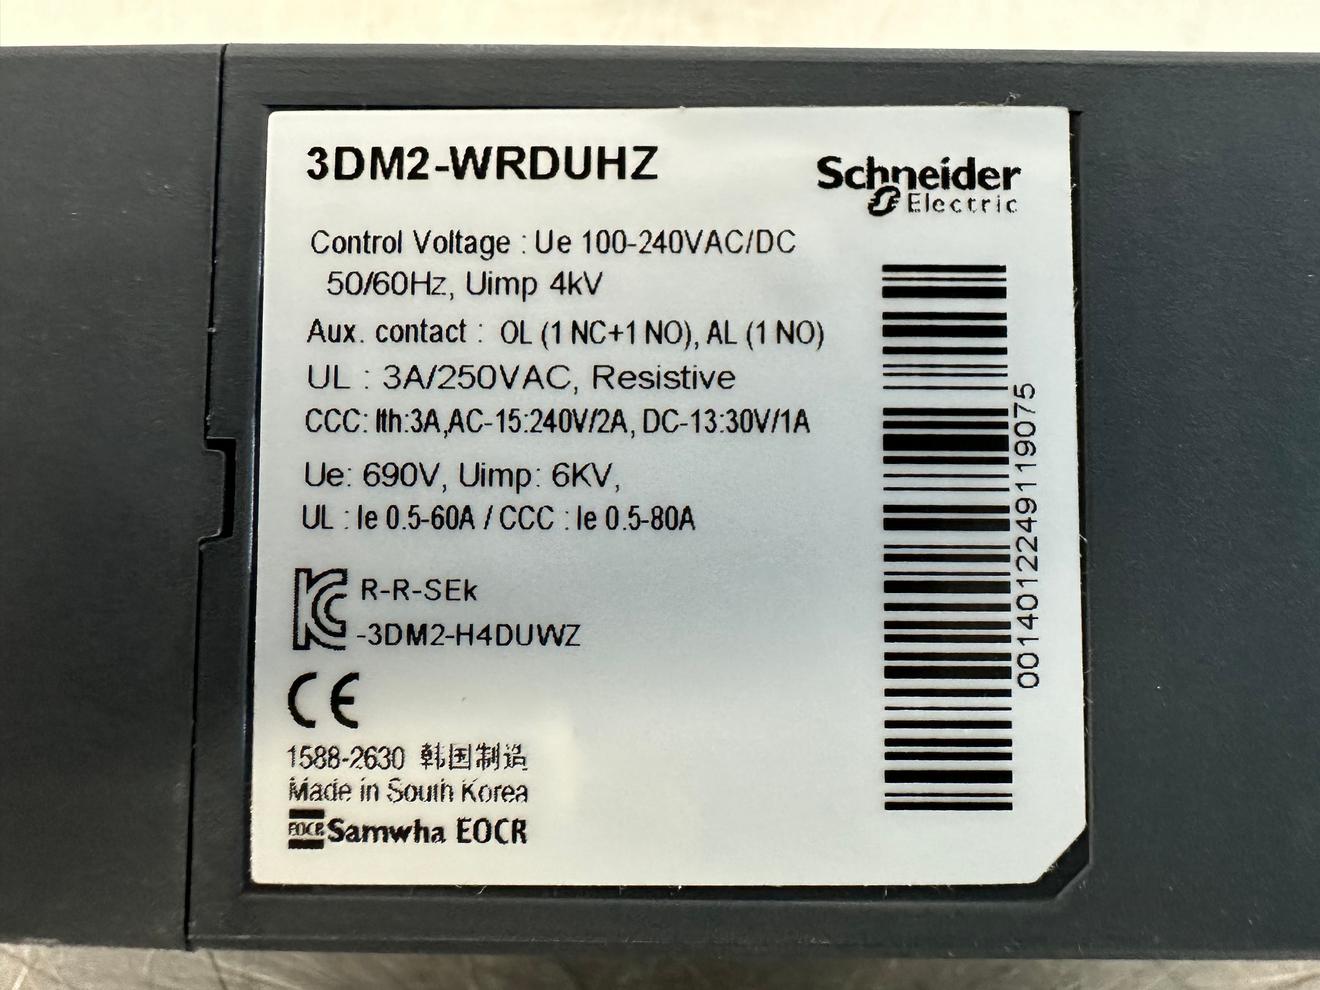 3DM2-WRDUHZ
Schneider
Electric
Control Voltage : Ue 100-240VAC/DC
50/60Hz, Uimp 4kV
Aux. contact : OL (1 NC+1 NO), AL (1 NO)
UL : 3A/250VAC, Resistive
CCC: Ith:3A,AC-15:240V/2A, DC-13:30V/1A
Ue: 690V, Uimp: 6KV,
UL : Ie 0.5-60A / CCC : Ie 0.5-80A
R-R-SEk
-3DM2-H4DUWZ
CE
1588-2630 韩国制造
Made in South Korea
EOCR Samwha EOCR
0014012249119075